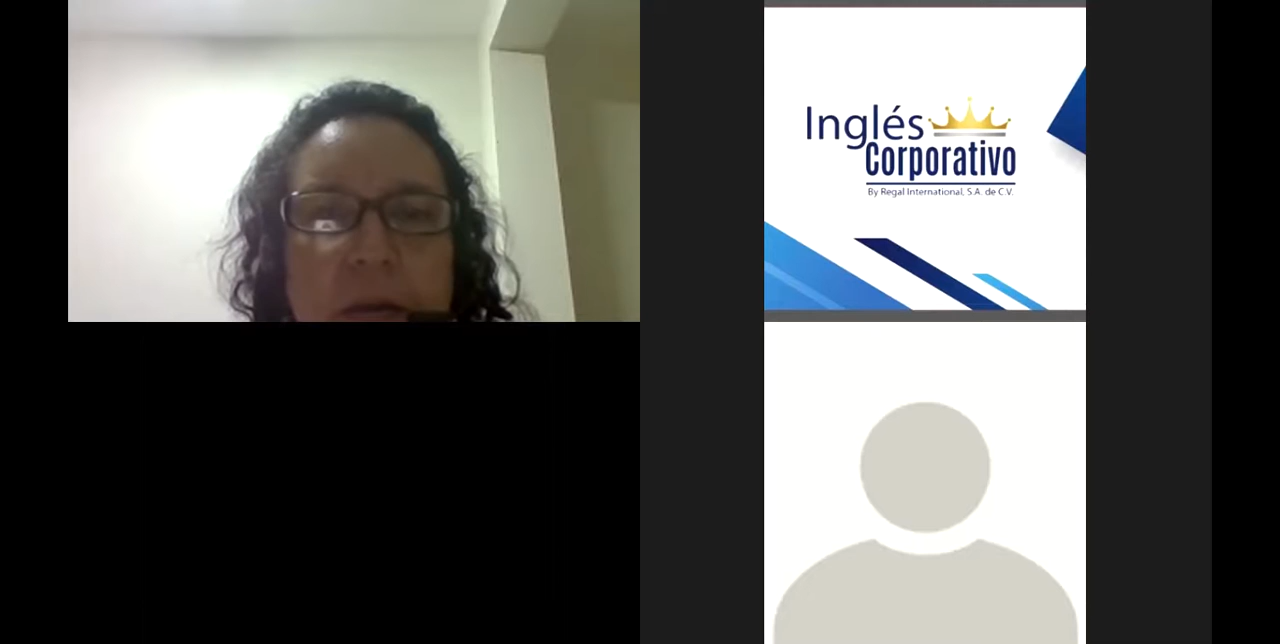 Inglés
Corporativo
By Regal International, S.A. de C.V.